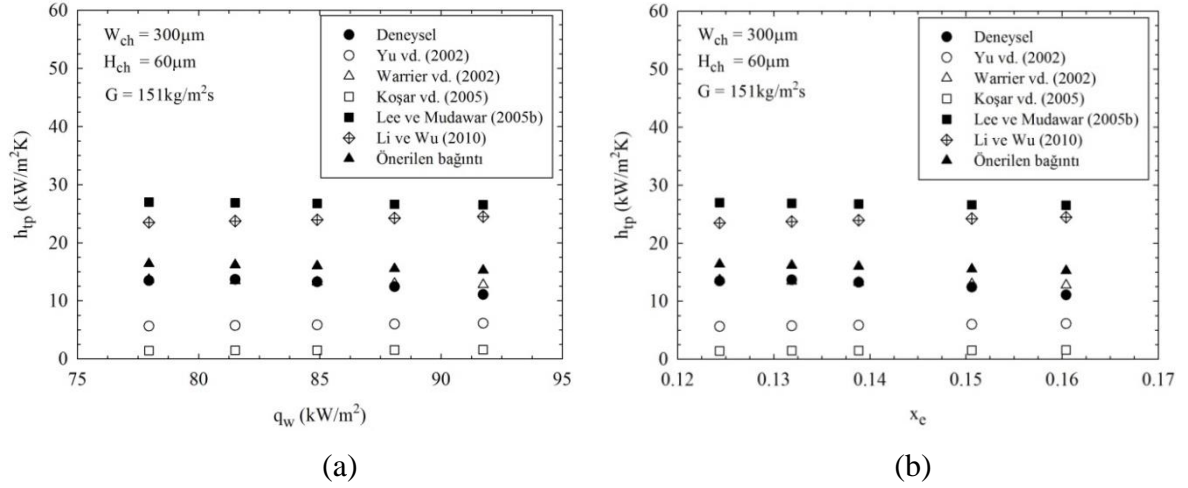 W_ch = 300μm
H_ch = 60μm
G = 151kg/m²s
Deneysel
Yu vd. (2002)
Warrier vd. (2002)
Koşar vd. (2005)
Lee ve Mudawar (2005b)
Li ve Wu (2010)
Önerilen bağıntı
h_tp (kW/m²K)
60
50
40
30
20
10
0
75 80 85 90 95
q_w (kW/m²)
(a)
W_ch = 300μm
H_ch = 60μm
G = 151kg/m²s
Deneysel
Yu vd. (2002)
Warrier vd. (2002)
Koşar vd. (2005)
Lee ve Mudawar (2005b)
Li ve Wu (2010)
Önerilen bağıntı
h_tp (kW/m²K)
60
50
40
30
20
10
0
0.12 0.13 0.14 0.15 0.16 0.17
x_e
(b)